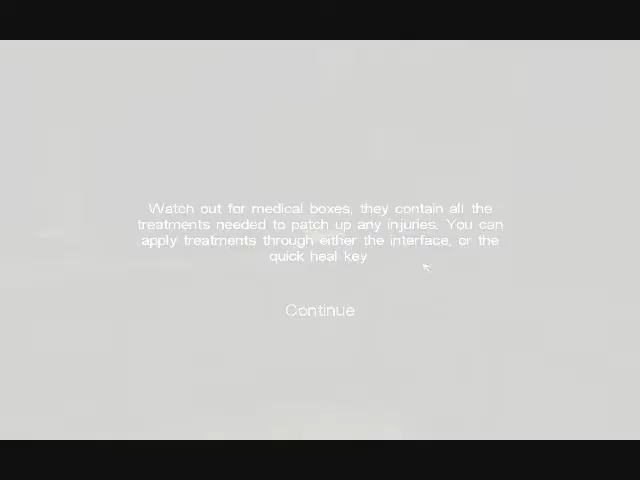 Watch out for medical boxes, they contain all the
treatments needed to patch up any injuries. You can
apply treatments through either the interface, or the
quick heal key
Continue